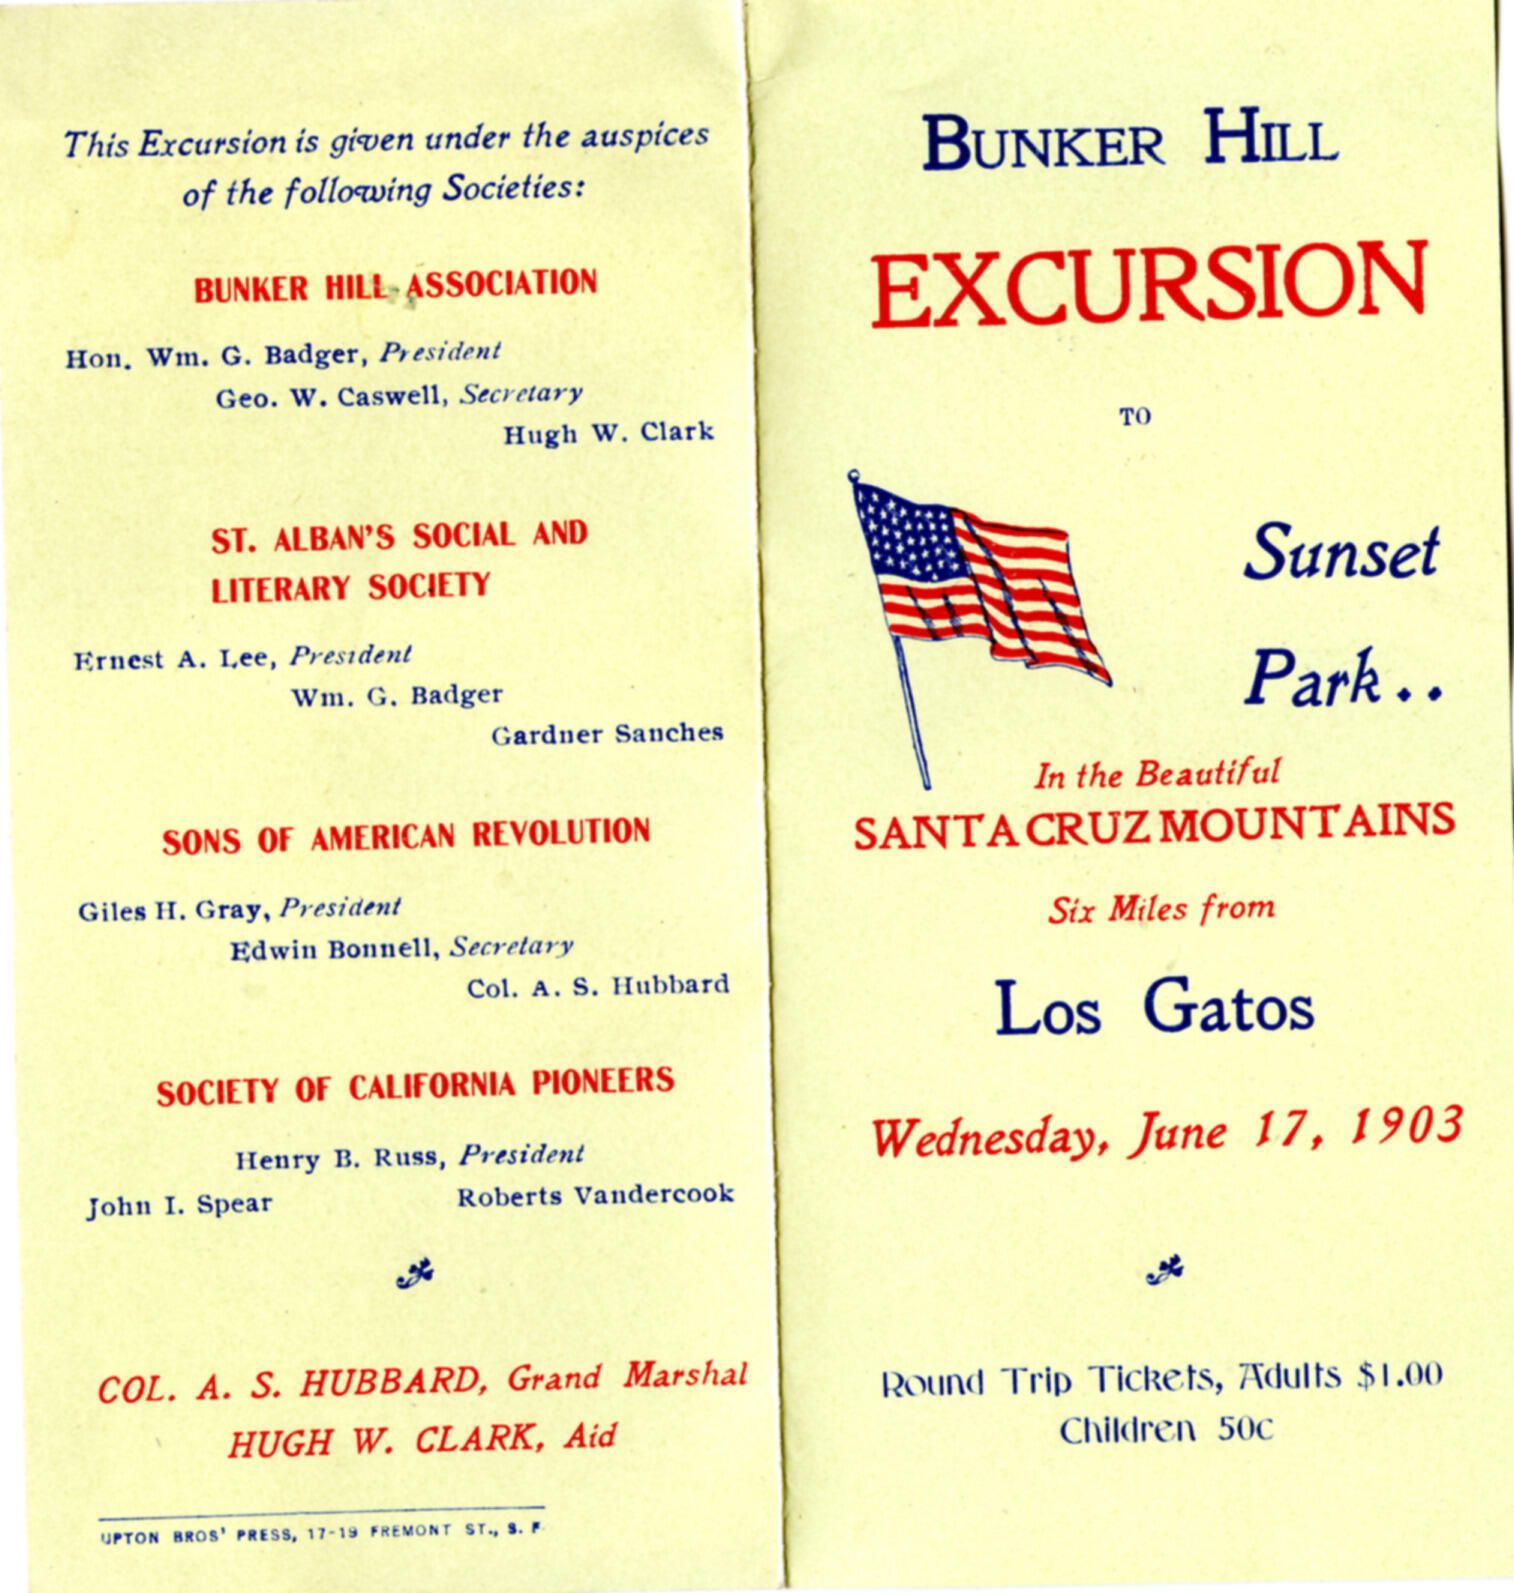 This Excursion is given under the auspices
of the following Societies:
BUNKER HILL ASSOCIATION
Hon. Wm. G. Badger, President
Geo. W. Caswell, Secretary
Hugh W. Clark
ST. ALBAN'S SOCIAL AND
LITERARY SOCIETY
Ernest A. Lee, President
Wm. G. Badger
Gardner Sanches
SONS OF AMERICAN REVOLUTION
Giles H. Gray, President
Edwin Bonnell, Secretary
Col. A. S. Hubbard
SOCIETY OF CALIFORNIA PIONEERS
Henry B. Russ, President
John I. Spear Roberts Vandercook
COL. A. S. HUBBARD, Grand Marshal
HUGH W. CLARK, Aid
UPTON BROS' PRESS, 17-19 FREMONT ST., S. F.
BUNKER HILL
EXCURSION
TO
Sunset
Park..
In the Beautiful
SANTA CRUZ MOUNTAINS
Six Miles from
Los Gatos
Wednesday, June 17, 1903
Round Trip Tickets, Adults $1.00
Children 50c